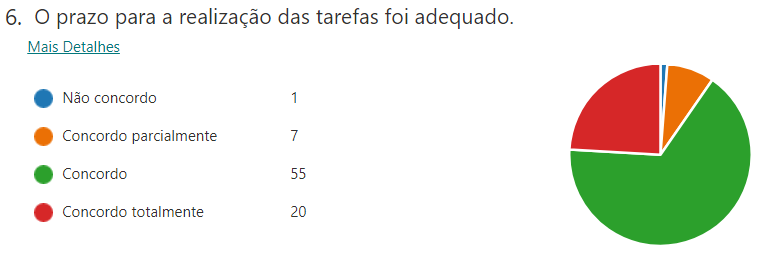 6. O prazo para a realização das tarefas foi adequado.
Mais Detalhes
Não concordo 1
Concordo parcialmente 7
Concordo 55
Concordo totalmente 20